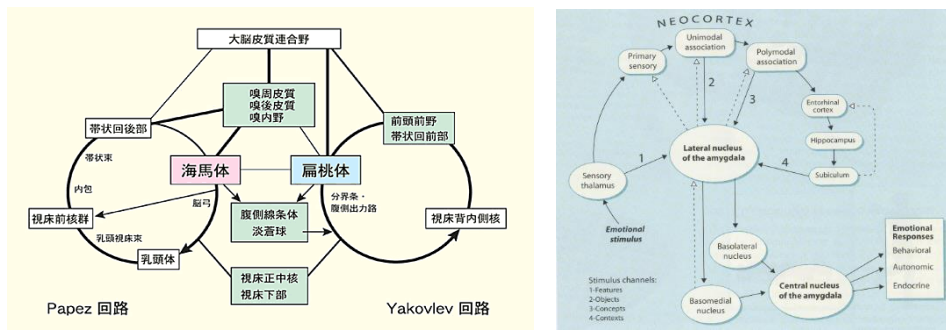 大脳皮質連合野
嗅周皮質
嗅後皮質
嗅内野
前頭前野
帯状回前部
帯状回後部
帯状束
海馬体
扁桃体
内包
脳弓
分界条・
腹側出力路
腹側線条体
淡蒼球
視床前核群
視床背内側核
乳頭視床束
乳頭体
視床正中核
視床下部
Papez 回路
Yakovlev 回路
NEOCORTEX
Unimodal
association
Primary
sensory
Polymodal
association
2
3
Entorhinal
cortex
Hippocampus
Lateral nucleus
of the amygdala
1
4
Subiculum
Sensory
thalamus
Emotional
stimulus
Basolateral
nucleus
Emotional
Responses
Behavioral
Autonomic
Endocrine
Stimulus channels:
1-Features
2-Objects
3-Concepts
4-Contexts
Basomedial
nucleus
Central nucleus
of the amygdala